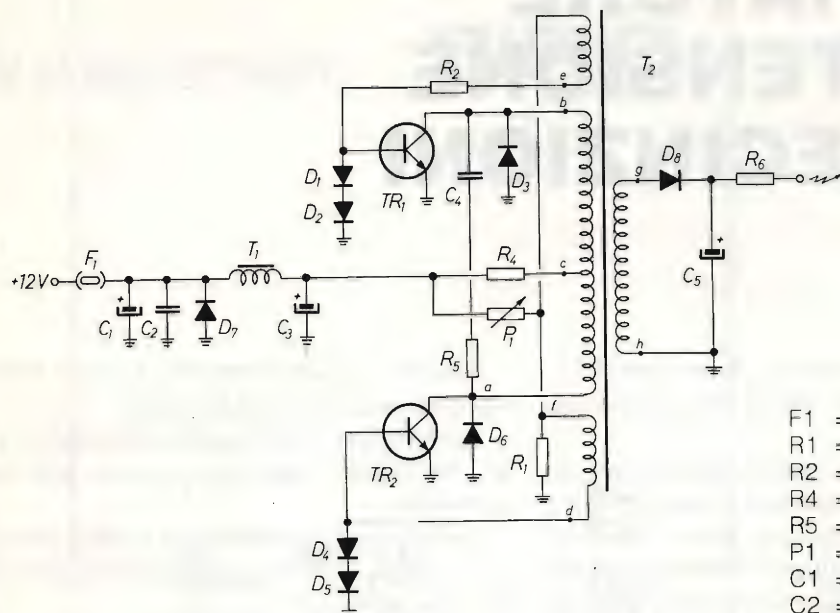 TENSIONE
R2
T2
e
b
D1
D2
TR1
C4
D3
g
D8
R6
+12V
F1
T1
R4
c
C1
C2
D7
C3
P1
C5
R5
a
f
h
TR2
D6
R1
d
D4
D5
F1 =
R1 =
R2 =
R4 =
R5 =
P1 =
C1 =
C2 =